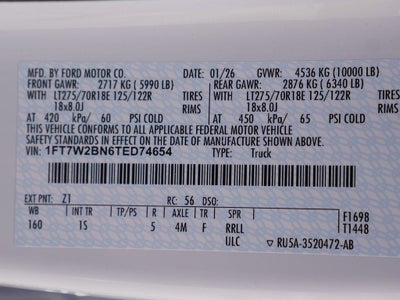 MFD. BY FORD MOTOR CO. 01/26 GVWR: 4536 KG (10000 LB)
FRONT GAWR: 2717 KG ( 5990 LB) REAR GAWR: 2876 KG ( 6340 LB)
WITH LT275/70R18E 125/122R TIRES WITH LT275/70R18E 125/122R TIRES
18x8.0J RIMS 18x8.0J RIMS
AT 420 kPa/ 60 PSI COLD AT 450 kPa/ 65 PSI COLD
THIS VEHICLE CONFORMS TO ALL APPLICABLE FEDERAL MOTOR VEHICLE
SAFETY STANDARDS IN EFFECT ON THE DATE OF MANUFACTURE SHOWN ABOVE.
VIN: 1FT7W2BN6TED74654 TYPE: Truck
EXT PNT: Z1 RC: 56 DSO:
WB INT TR TP/PS R AXLE TR SPR F1698
160 1S 5 4M F RRLL T1448
ULC RU5A-3520472-AB